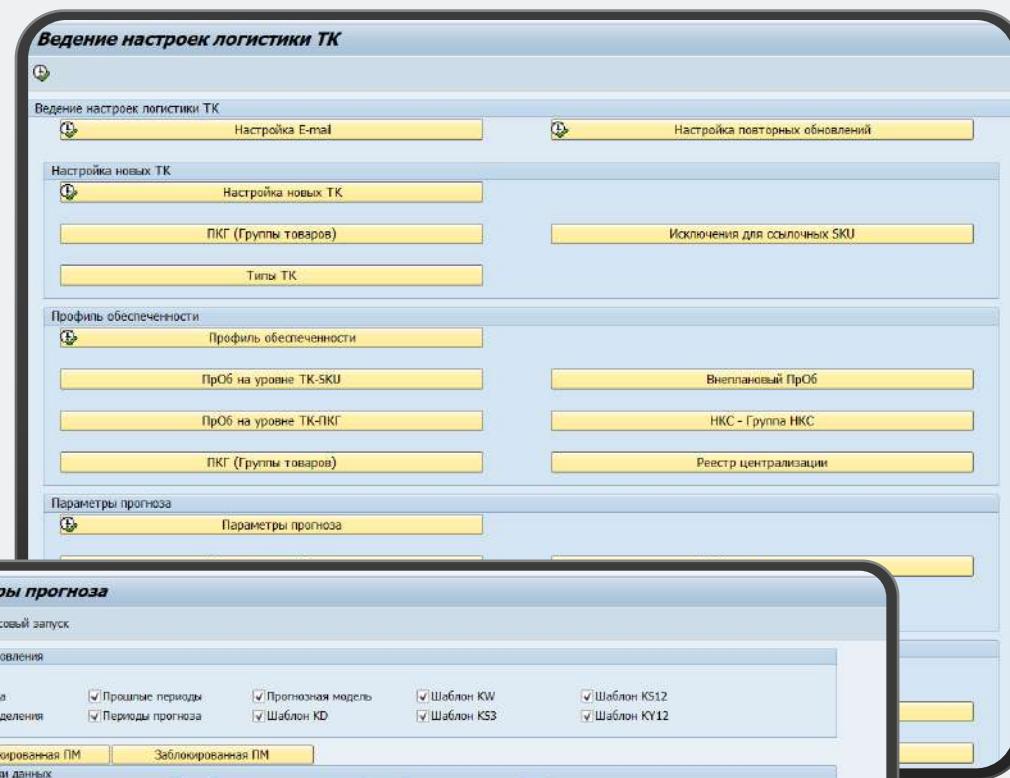 Ведение настроек логистики ТК
Ведение настроек логистики ТК
Настройка E-mail Настройка повторных обновлений
Настройка новых ТК
Настройка новых ТК
ПКГ (Группы товаров) Исключения для ссылочных SKU
Типы ТК
Профиль обеспеченности
Профиль обеспеченности
ПрОб на уровне ТК-SKU Внеплановый ПрОб
ПрОб на уровне ТК-ПКГ НКС - Группа НКС
ПКГ (Группы товаров) Реестр централизации
Параметры прогноза
Параметры прогноза
ры прогноза
совый запуск
овления
а Прошлые периоды Прогнозная модель Шаблон KW Шаблон KS12
деления Периоды прогноза Шаблон KD Шаблон KS3 Шаблон KY12
кированная ПМ Заблокированная ПМ
ки данных